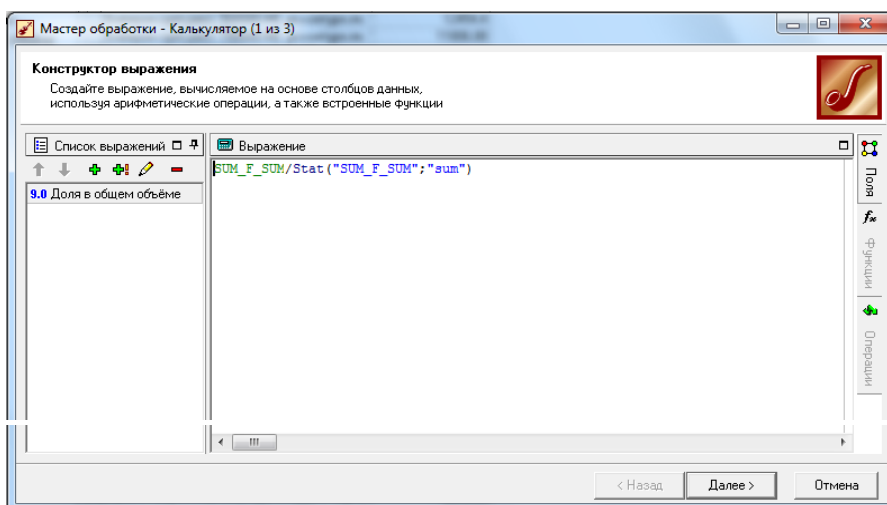 Мастер обработки - Калькулятор (1 из 3)
Конструктор выражения
Создайте выражение, вычисляемое на основе столбцов данных,
используя арифметические операции, а также встроенные функции
Список выражений
Выражение
9.0 Доля в общем объёме
SUM_F_SUM/Stat("SUM_F_SUM";"sum")
Поля
fx
Функции
Операции
< Назад
Далее >
Отмена